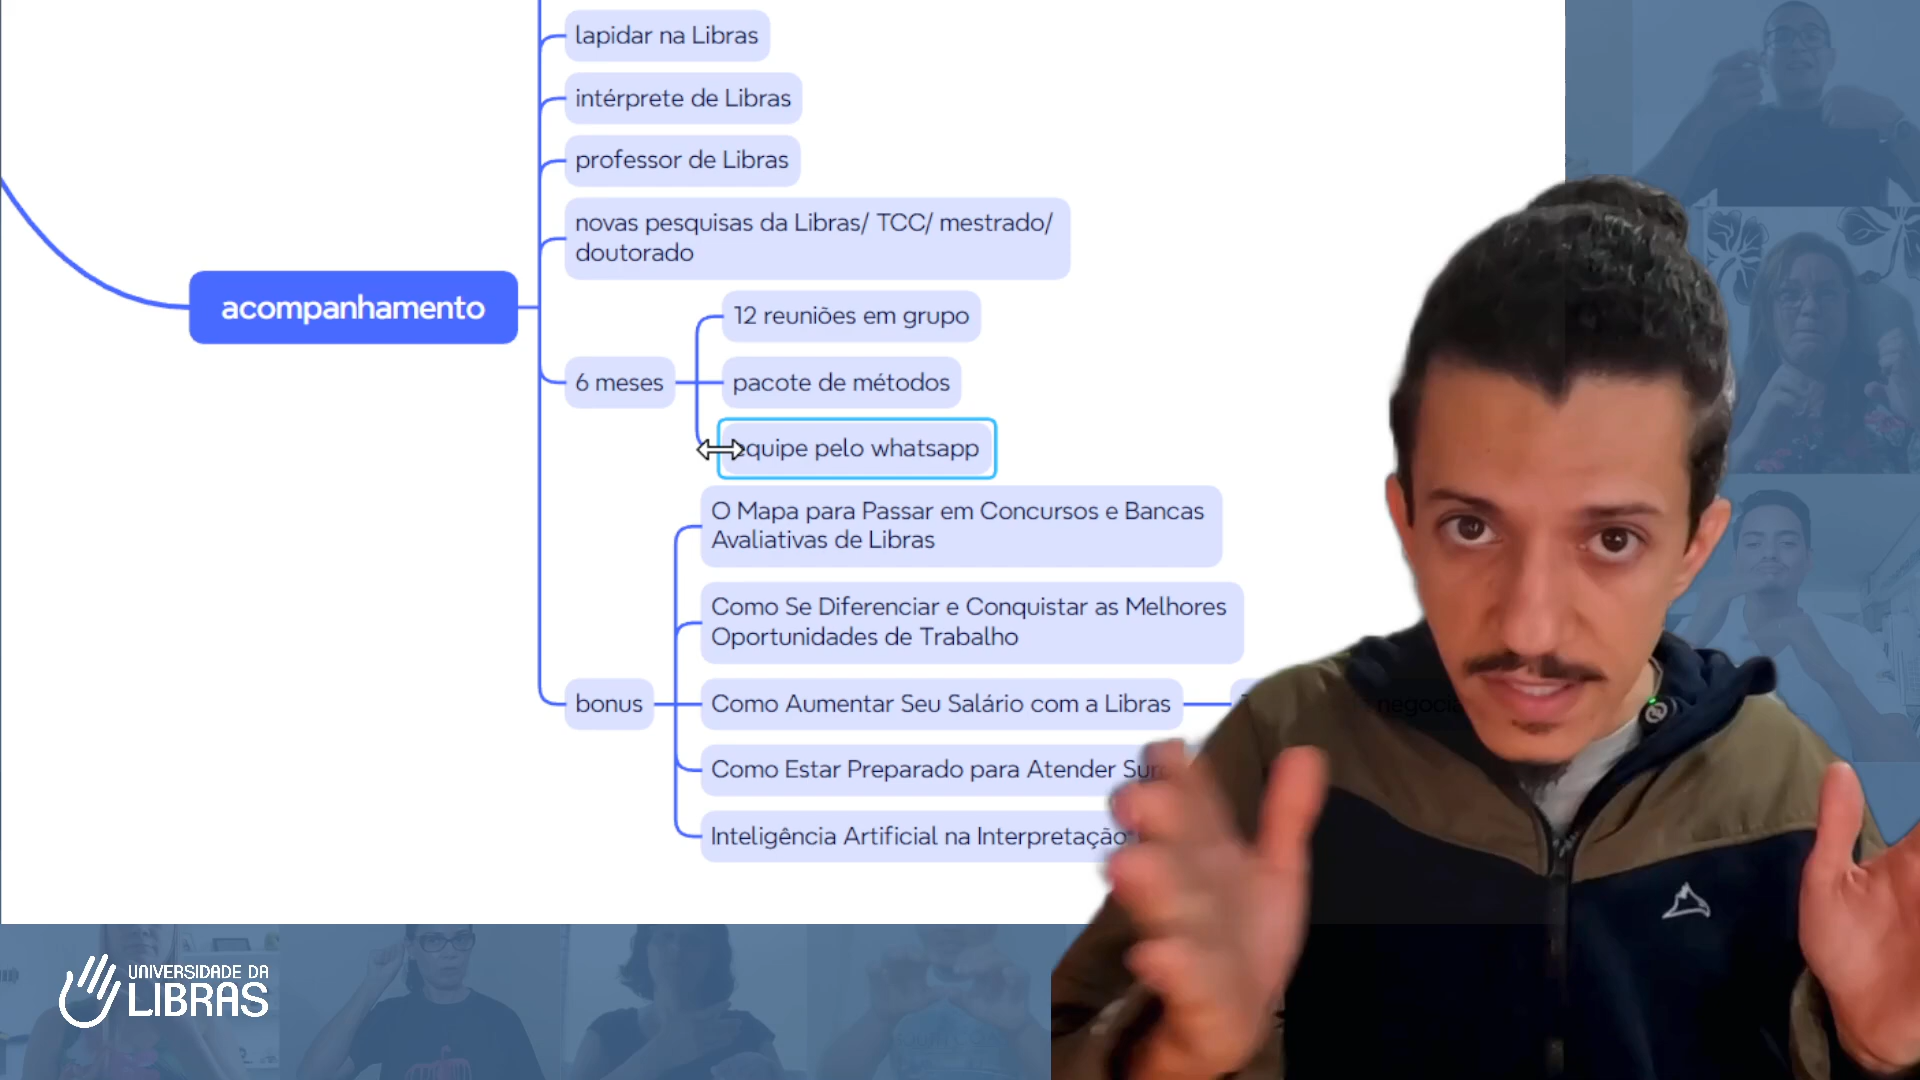 lapidar na Libras
intérprete de Libras
professor de Libras
novas pesquisas da Libras/ TCC/ mestrado/
doutorado
acompanhamento
12 reuniões em grupo
6 meses
pacote de métodos
equipe pelo whatsapp
O Mapa para Passar em Concursos e Bancas
Avaliativas de Libras
Como Se Diferenciar e Conquistar as Melhores
Oportunidades de Trabalho
bonus
Como Aumentar Seu Salário com a Libras
Como Estar Preparado para Atender
Inteligência Artificial na Interpretação
UNIVERSIDADE DA
LIBRAS